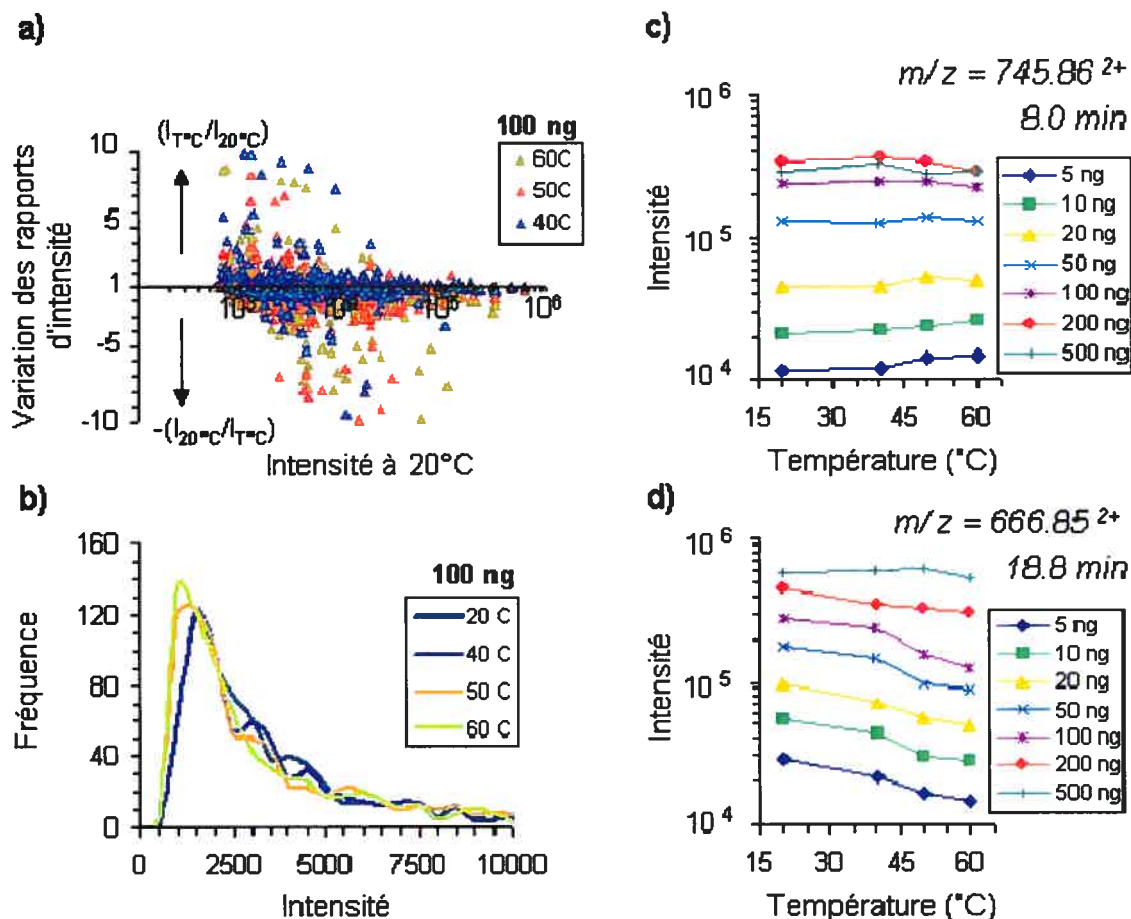 a)
(I_T°C/I_20°C)
100 ng
60C
50C
40C
10
5
1
-5
-10
10^6
Variation des rapports
d'intensité
-(I_20°C/I_T°C)
Intensité à 20°C
b)
160
120
80
40
0
Fréquence
100 ng
20 C
40 C
50 C
60 C
0 2500 5000 7500 10000
Intensité
c)
m/z = 745.86 2+
8.0 min
10^6
10^5
10^4
Intensité
5 ng
10 ng
20 ng
50 ng
100 ng
200 ng
500 ng
15 30 45 60
Température (°C)
d)
m/z = 666.85 2+
18.8 min
10^6
10^5
10^4
Intensité
5 ng
10 ng
20 ng
50 ng
100 ng
200 ng
500 ng
15 30 45 60
Température (°C)